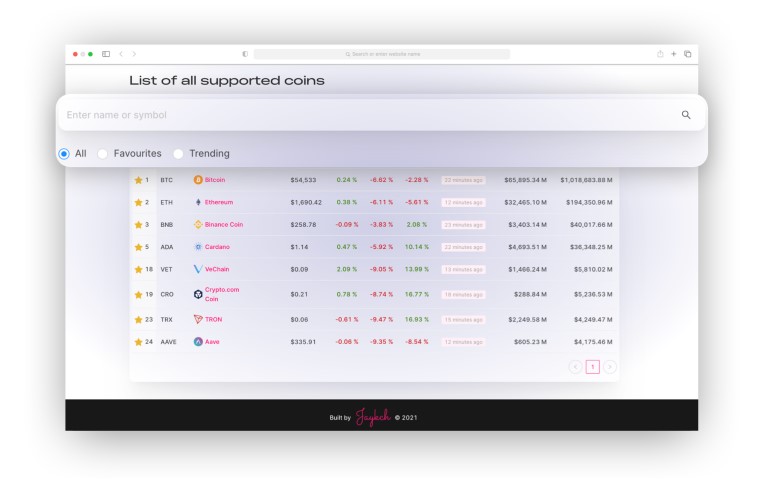 Search or enter website name
List of all supported coins
Enter name or symbol
All Favourites Trending
1 BTC Bitcoin $54,533 0.24 % -6.62 % -2.28 % 22 minutes ago $65,895.34 M $1,018,683.88 M
2 ETH Ethereum $1,690.42 0.38 % -6.11 % -5.61 % 12 minutes ago $32,465.10 M $194,350.96 M
3 BNB Binance Coin $258.78 -0.09 % -3.83 % 2.08 % 23 minutes ago $3,403.14 M $40,017.66 M
5 ADA Cardano $1.14 0.47 % -5.92 % 10.14 % 22 minutes ago $4,693.51 M $36,348.25 M
18 VET VeChain $0.09 2.09 % -9.05 % 13.99 % 13 minutes ago $1,466.24 M $5,810.02 M
19 CRO Crypto.com
Coin $0.21 0.78 % -8.74 % 16.77 % 19 minutes ago $288.84 M $5,236.53 M
23 TRX TRON $0.06 -0.61 % -9.47 % 16.93 % 15 minutes ago $2,249.58 M $4,249.47 M
24 AAVE Aave $335.91 -0.06 % -9.35 % -8.54 % 12 minutes ago $605.23 M $4,175.46 M
1
Built by Jaytech © 2021